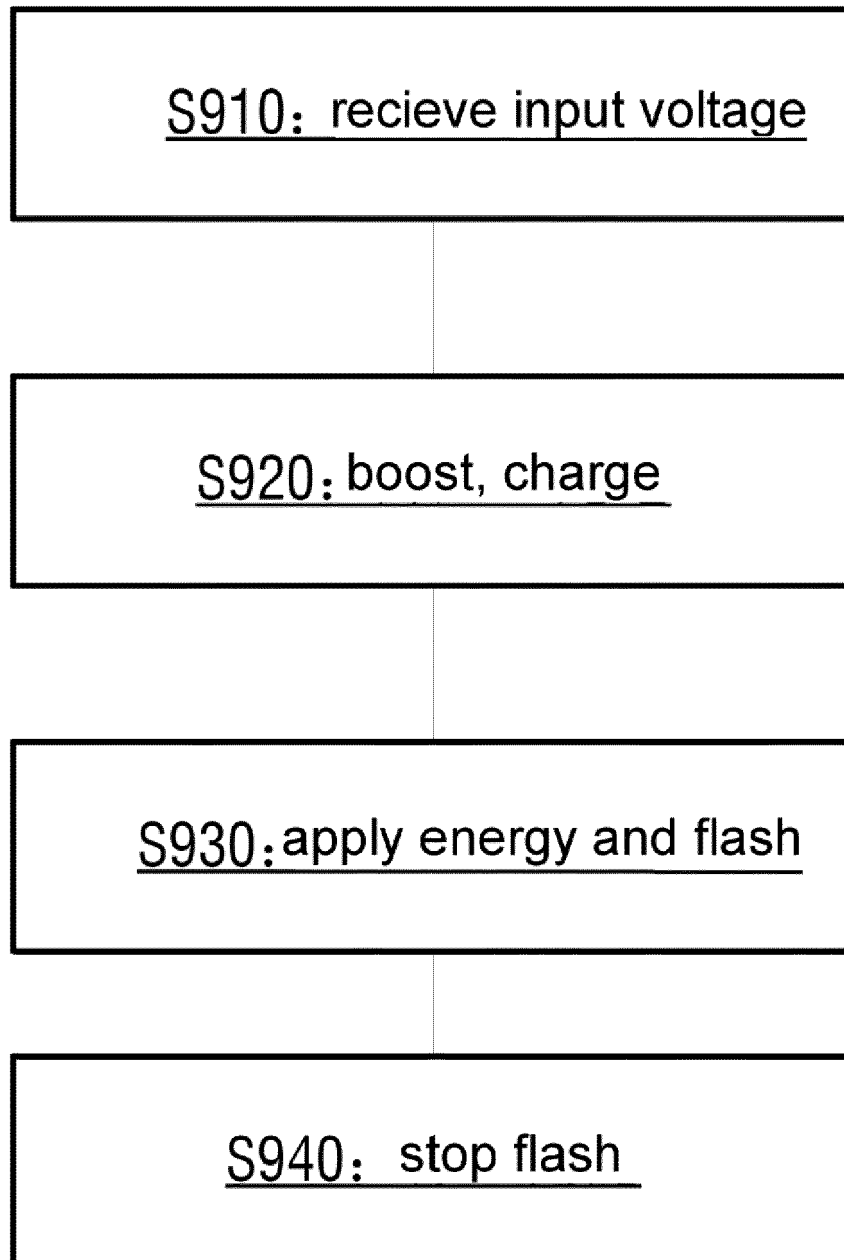 S910: recieve input voltage
S920: boost, charge
S930: apply energy and flash
S940: stop flash